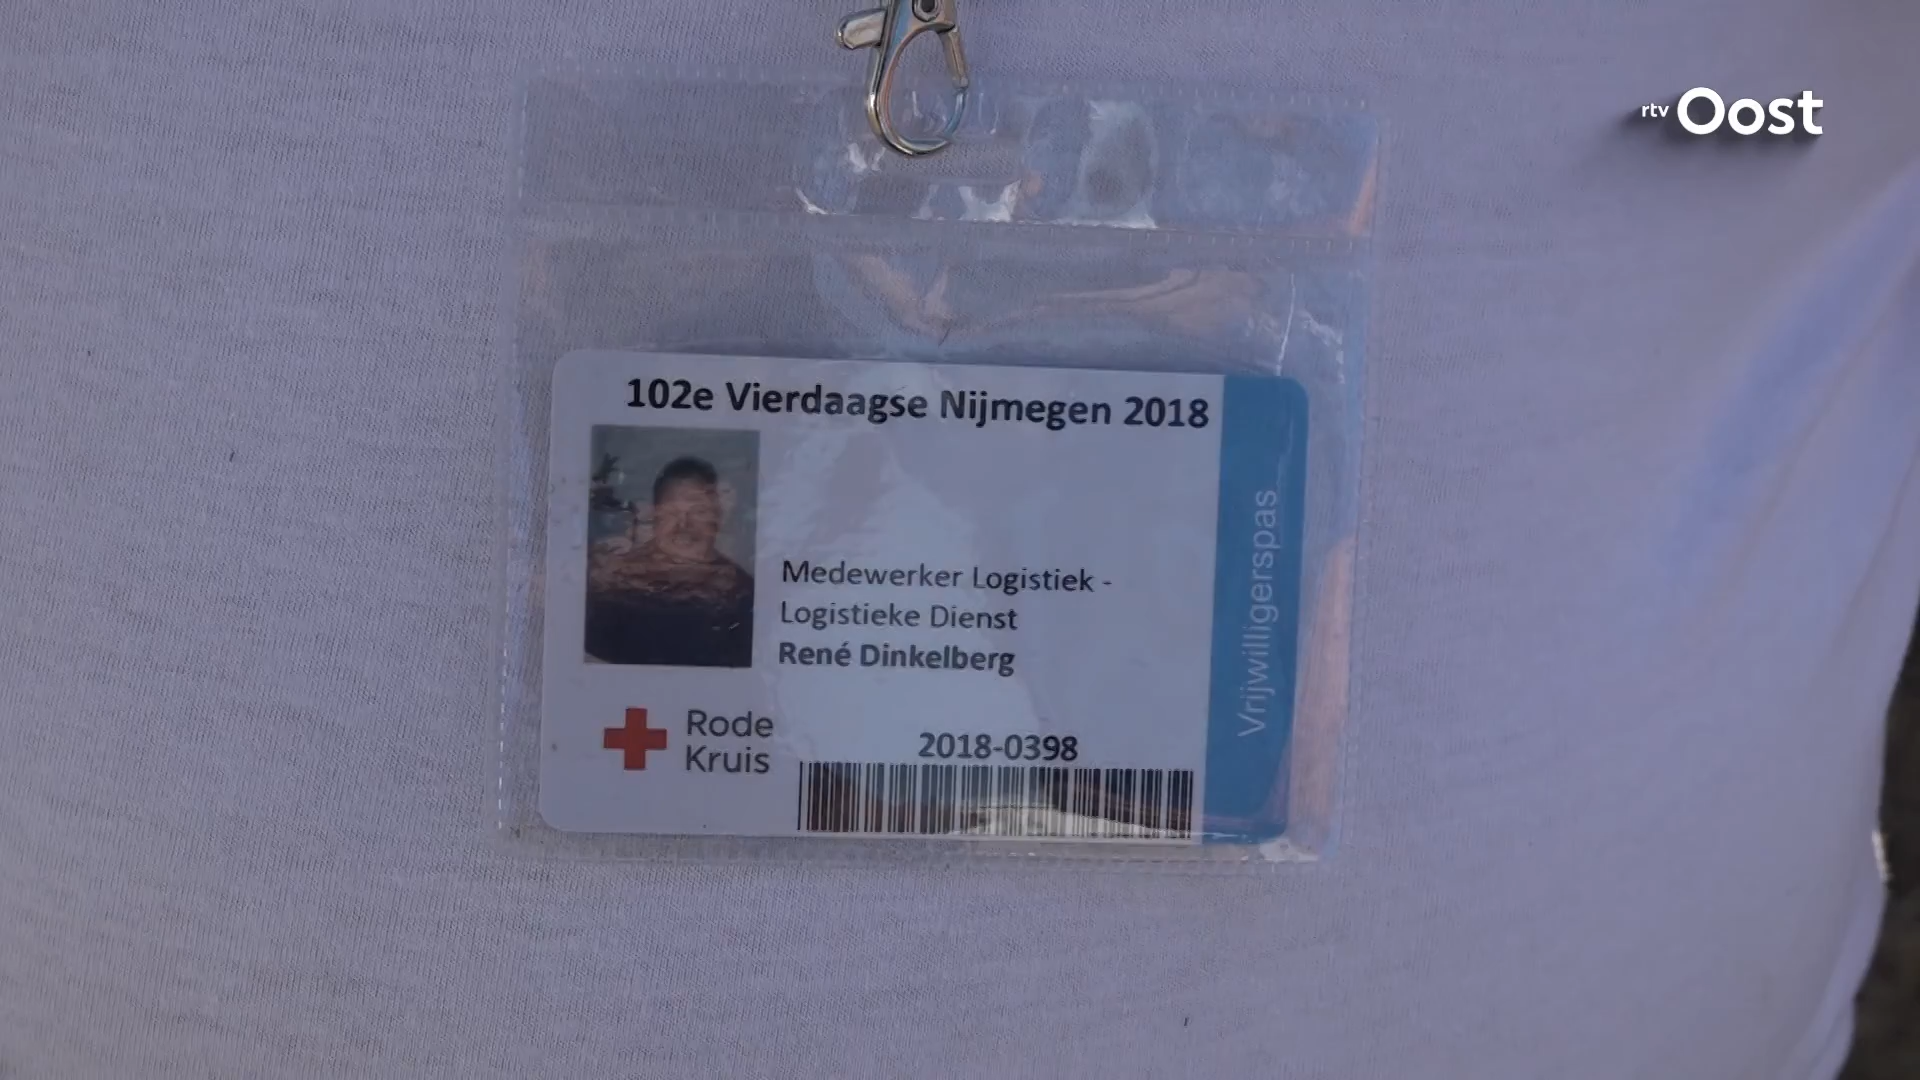 rtv Oost
102e Vierdaagse Nijmegen 2018
Medewerker Logistiek -
Logistieke Dienst
René Dinkelberg
Rode
Kruis
2018-0398
Vrijwilligerspas